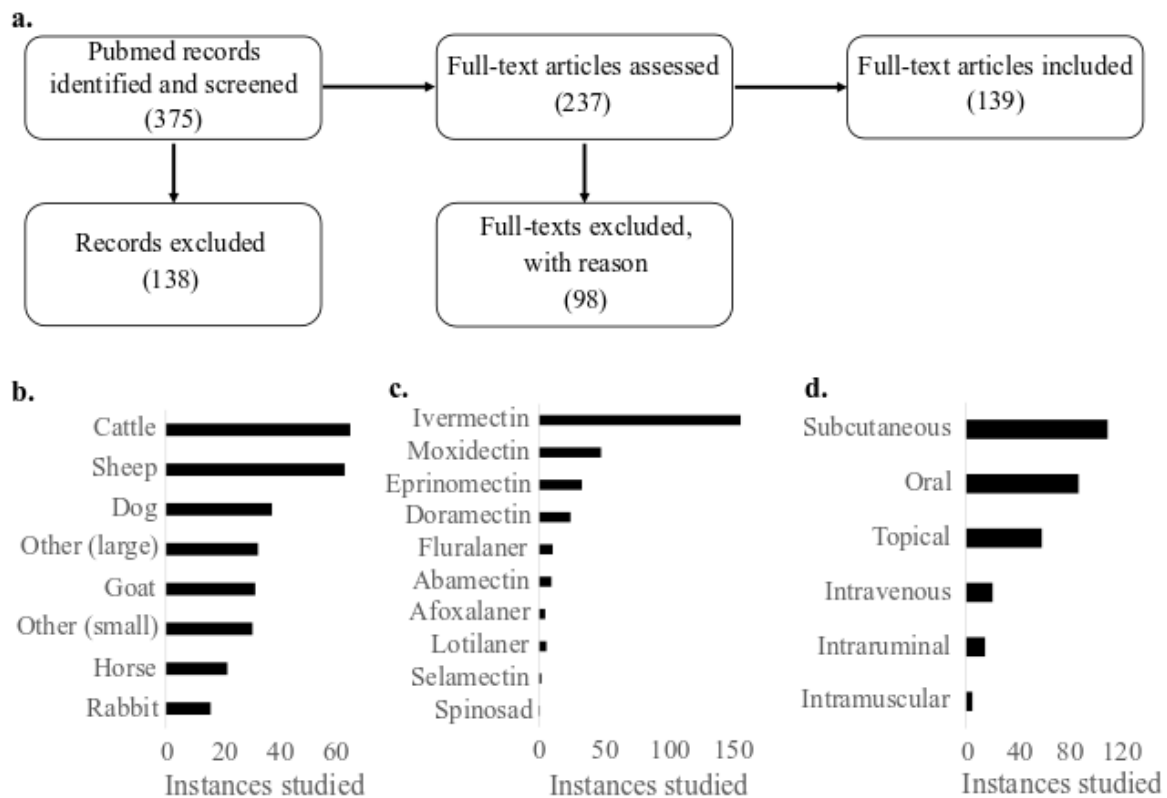 a.
Pubmed records
identified and screened
(375)
Full-text articles assessed
(237)
Full-text articles included
(139)
Records excluded
(138)
Full-texts excluded,
with reason
(98)
b.
Cattle
Sheep
Dog
Other (large)
Goat
Other (small)
Horse
Rabbit
0 20 40 60
Instances studied
c.
Ivermectin
Moxidectin
Eprinomectin
Doramectin
Fluralaner
Abamectin
Afoxalaner
Lotilaner
Selamectin
Spinosad
0 50 100 150
Instances studied
d.
Subcutaneous
Oral
Topical
Intravenous
Intraruminal
Intramuscular
0 40 80 120
Instances studied